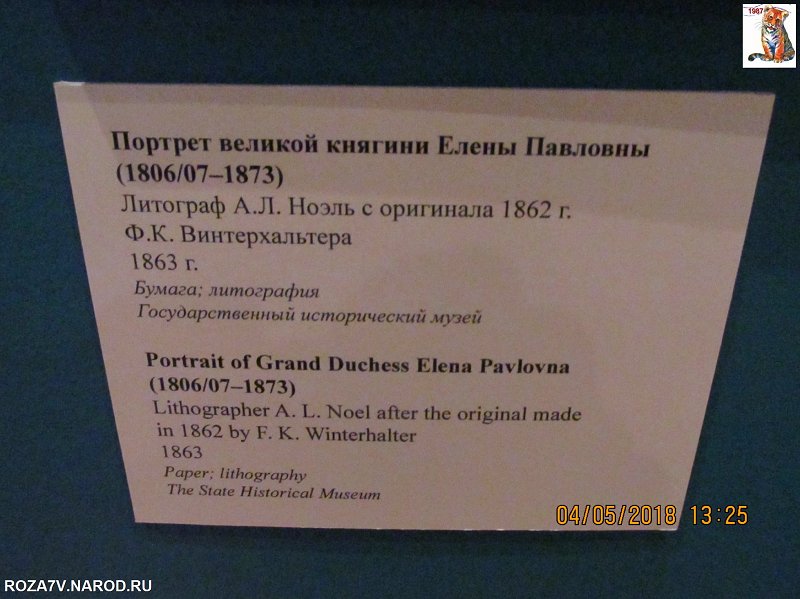 1987
Портрет великой княгини Елены Павловны
(1806/07–1873)
Литограф А.Л. Ноэль с оригинала 1862 г.
Ф.К. Винтерхальтера
1863 г.
Бумага; литография
Государственный исторический музей
Portrait of Grand Duchess Elena Pavlovna
(1806/07–1873)
Lithographer A. L. Noel after the original made
in 1862 by F. K. Winterhalter
1863
Paper; lithography
The State Historical Museum
04/05/2018 13:25
ROZA7V.NAROD.RU